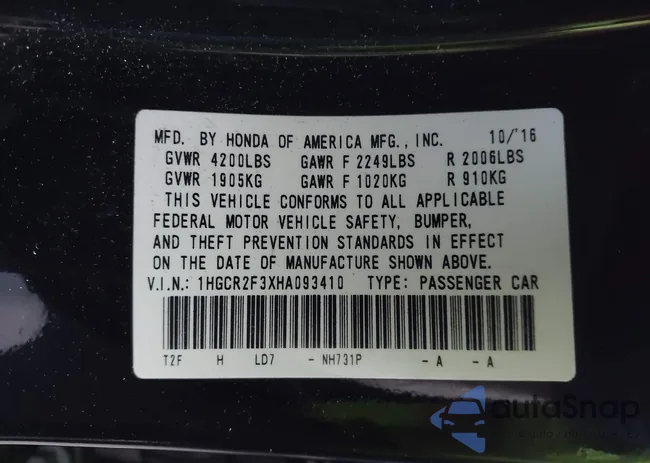 MFD. BY HONDA OF AMERICA MFG., INC. 10/'16
GVWR 4200LBS GAWR F 2249LBS R 2006LBS
GVWR 1905KG GAWR F 1020KG R 910KG
THIS VEHICLE CONFORMS TO ALL APPLICABLE
FEDERAL MOTOR VEHICLE SAFETY, BUMPER,
AND THEFT PREVENTION STANDARDS IN EFFECT
ON THE DATE OF MANUFACTURE SHOWN ABOVE.
V.I.N.: 1HGCR2F3XHA093410 TYPE: PASSENGER CAR
T2F H LD7 - NH731P - A - A
autoSnap